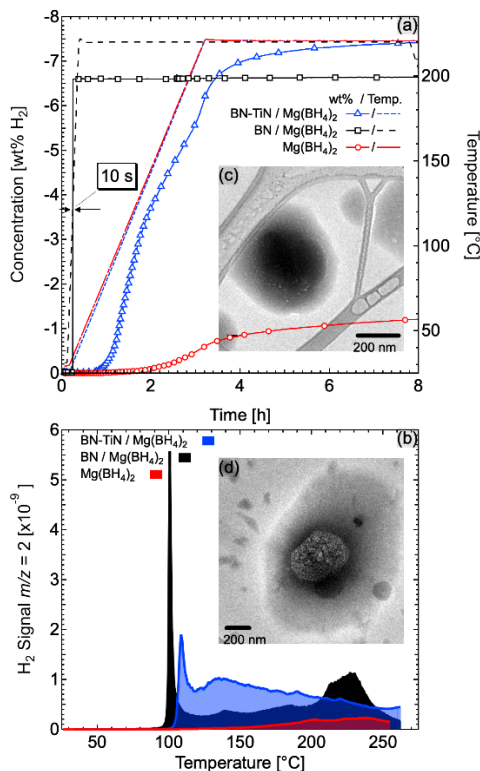 (a)
-8
-7
-6
-5
-4
-3
-2
-1
0
Concentration [wt% H₂]
200
150
100
50
Temperature [°C]
wt% / Temp.
BN-TiN / Mg(BH₄)₂
BN / Mg(BH₄)₂
Mg(BH₄)₂
10 s
(c)
200 nm
0 2 4 6 8
Time [h]
(b)
BN-TiN / Mg(BH₄)₂
BN / Mg(BH₄)₂
Mg(BH₄)₂
6
5
4
3
2
1
0
H₂ Signal m/z = 2 [x10⁻⁹]
(d)
200 nm
50 100 150 200 250
Temperature [°C]